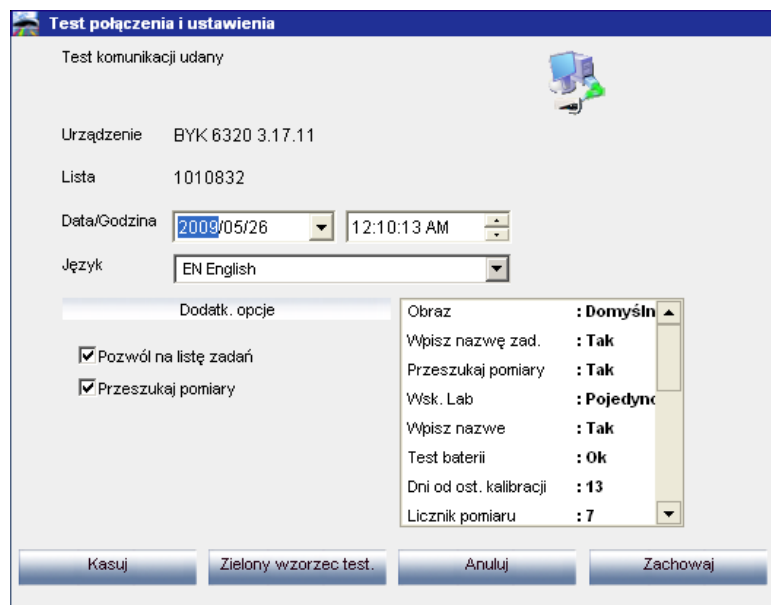 Test połączenia i ustawienia
Test komunikacji udany
Urządzenie BYK 6320 3.17.11
Lista 1010832
Data/Godzina 2009/05/26 12:10:13 AM
Język EN English
Dodatk. opcje
Pozwól na listę zadań
Przeszukaj pomiary
Obraz : Domyśln
Wpisz nazwę zad. : Tak
Przeszukaj pomiary : Tak
Wsk. Lab : Pojedync
Wpisz nazwe : Tak
Test baterii : Ok
Dni od ost. kalibracji : 13
Licznik pomiaru : 7
Kasuj Zielony wzorzec test. Anuluj Zachowaj